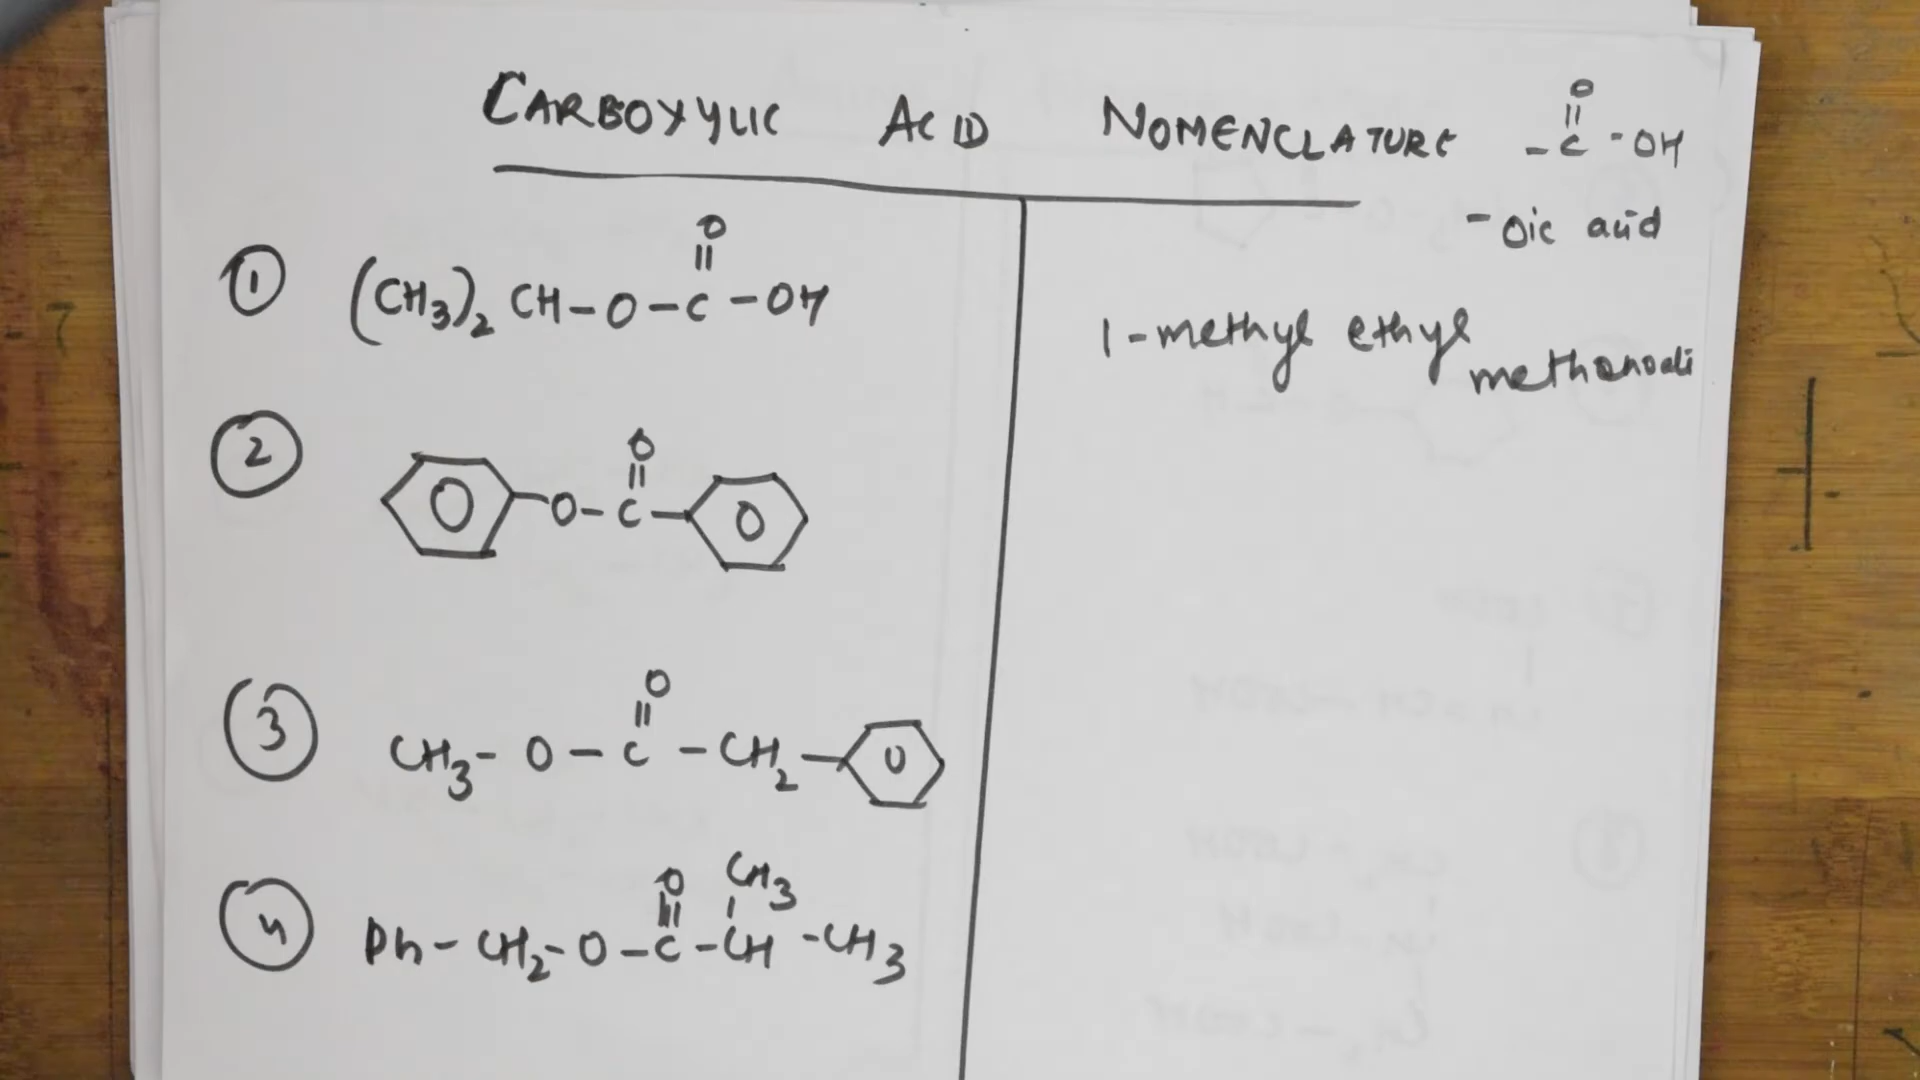 CARBOXYLIC ACID NOMENCLATURE
O
||
-C-OH
-oic acid
① (CH3)2 CH-O-C-OH
O
||
1-methyl ethyl
methanoai
②
O
||
O-C-
O
O
③ CH3-O-C-CH2-
O
||
O
④ Ph-CH2-O-C-CH-CH3
O
||
CH3